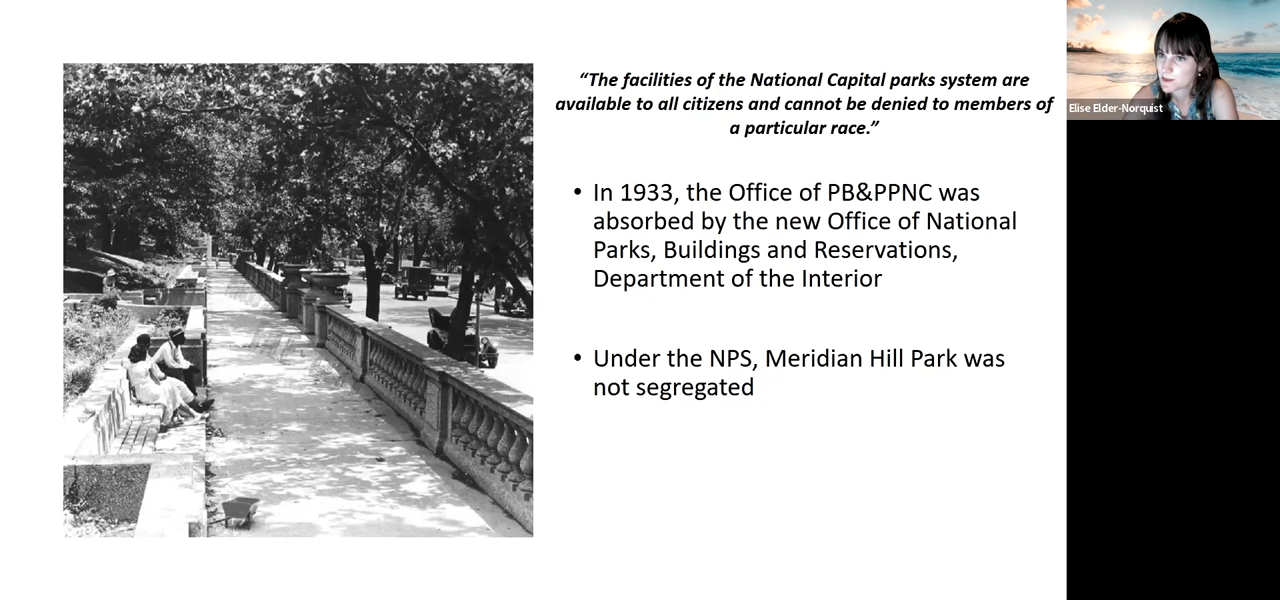 “The facilities of the National Capital parks system are
available to all citizens and cannot be denied to members of
a particular race.”
• In 1933, the Office of PB&PPNC was
absorbed by the new Office of National
Parks, Buildings and Reservations,
Department of the Interior
• Under the NPS, Meridian Hill Park was
not segregated
Elise Elder-Norquist